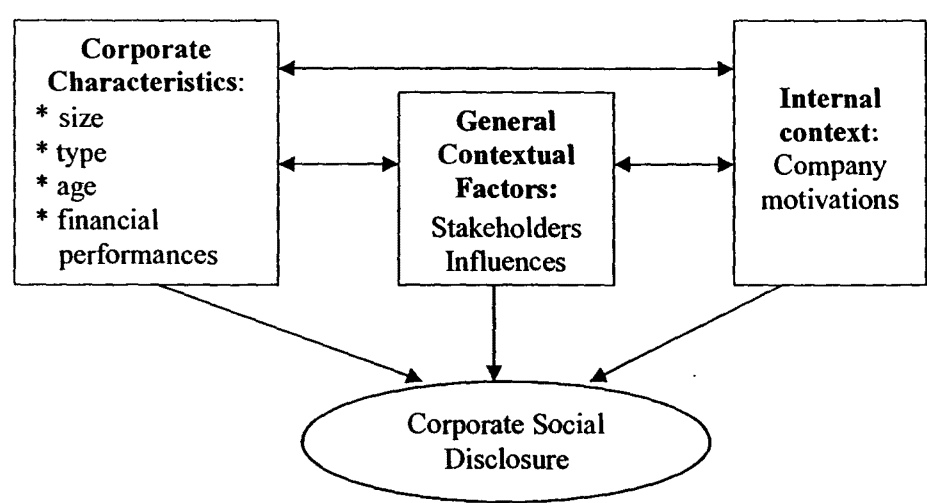 Corporate
Characteristics:
* size
* type
* age
* financial
performances
General
Contextual
Factors:
Stakeholders
Influences
Internal
context:
Company
motivations
Corporate Social
Disclosure